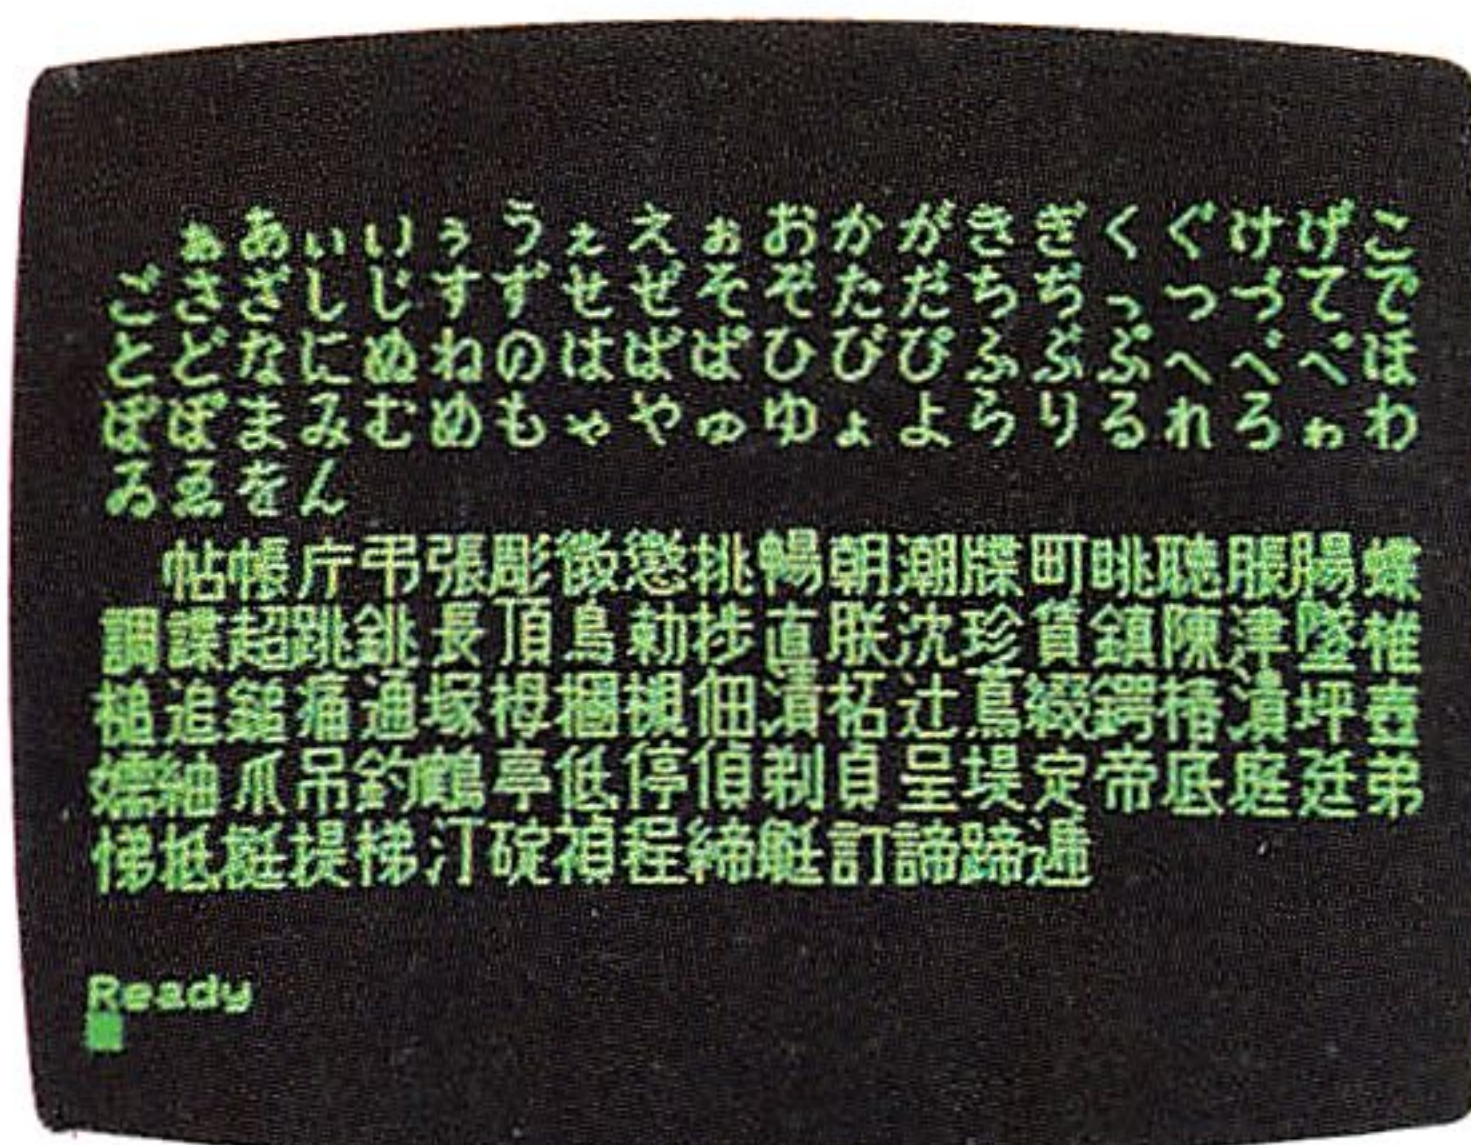 ぁあぃいぅうぇえぉおかがきぎくぐけげこ
ごさざしじすずせぜそぞただちぢっつづてで
とどなにぬねのはばぱひびぴふぶぷへべぺほ
ぼぽまみむめもゃやゅゆょよらりるれろゎわ
ゐゑをん
帖帳庁弔張彫徴懲挑暢朝潮牒町眺聴脹腸蝶
調諜超跳銚長頂鳥勅捗直朕沈珍賃鎮陳津墜椎
槌追鎚痛通塚栂掴槻佃漬柘辻蔦綴鍔椿潰坪壷
嬬紬爪吊釣鶴亭低停偵剃貞呈堤定帝底庭廷弟
悌抵挺提梯汀碇禎程締艇訂諦蹄逓
Ready